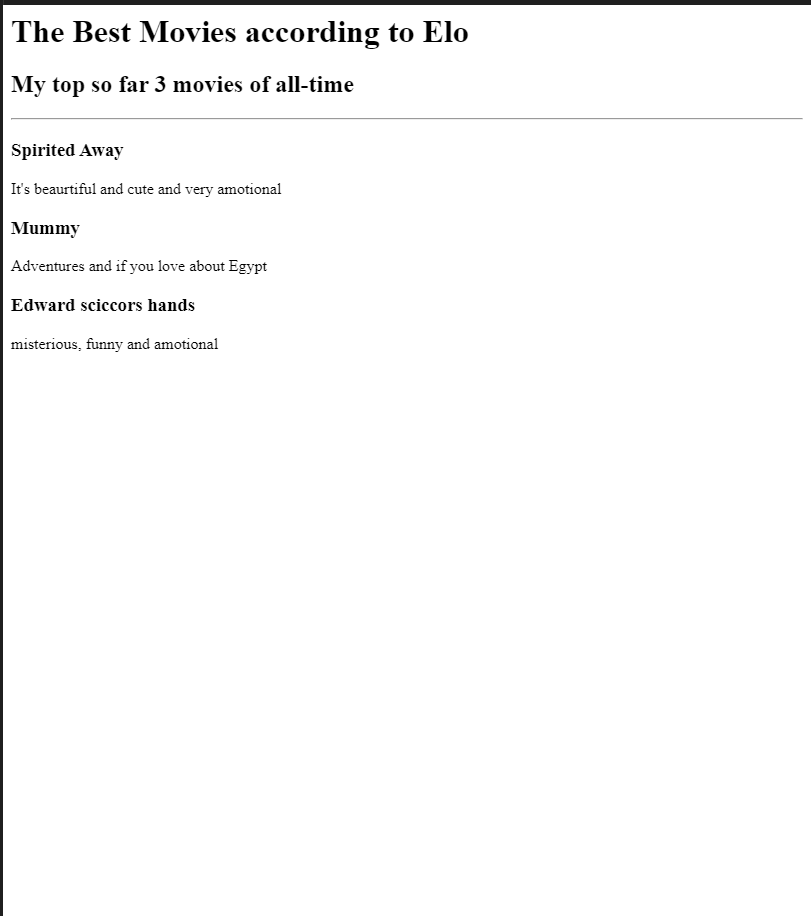 The Best Movies according to Elo
My top so far 3 movies of all-time
Spirited Away
It's beaurtiful and cute and very amotional
Mummy
Adventures and if you love about Egypt
Edward sciccors hands
misterious, funny and amotional